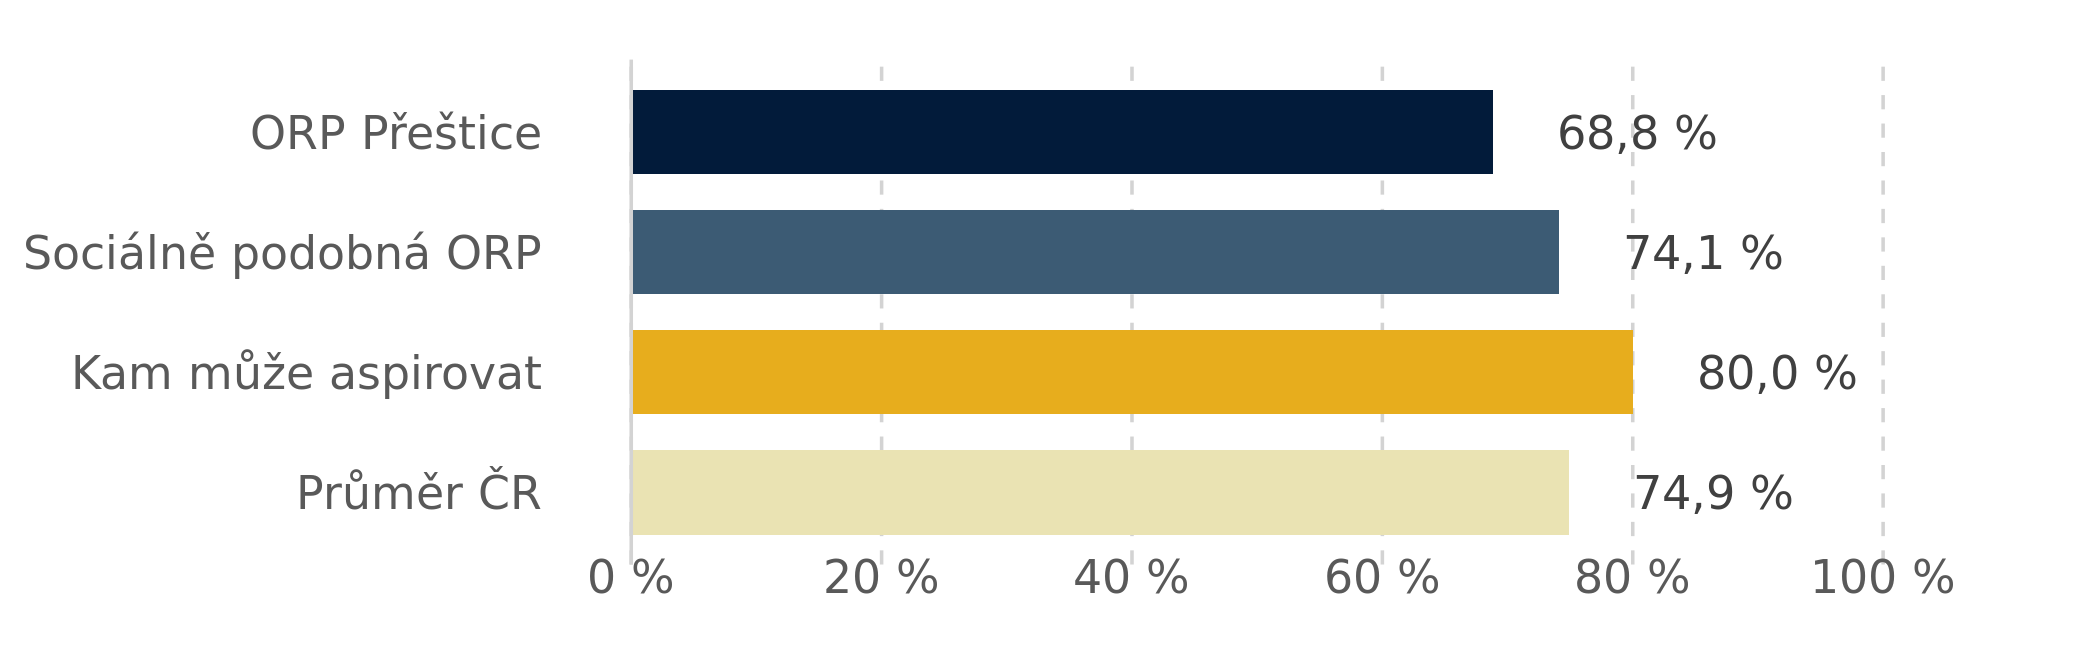 ORP Přeštice 68,8 %
Sociálně podobná ORP 74,1 %
Kam může aspirovat 80,0 %
Průměr ČR 74,9 %
0 % 20 % 40 % 60 % 80 % 100 %